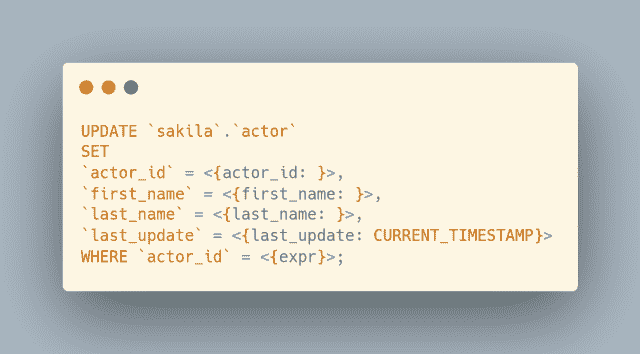 UPDATE `sakila`.`actor`
SET
`actor_id` = <{actor_id: }>,
`first_name` = <{first_name: }>,
`last_name` = <{last_name: }>,
`last_update` = <{last_update: CURRENT_TIMESTAMP}>
WHERE `actor_id` = <{expr}>;